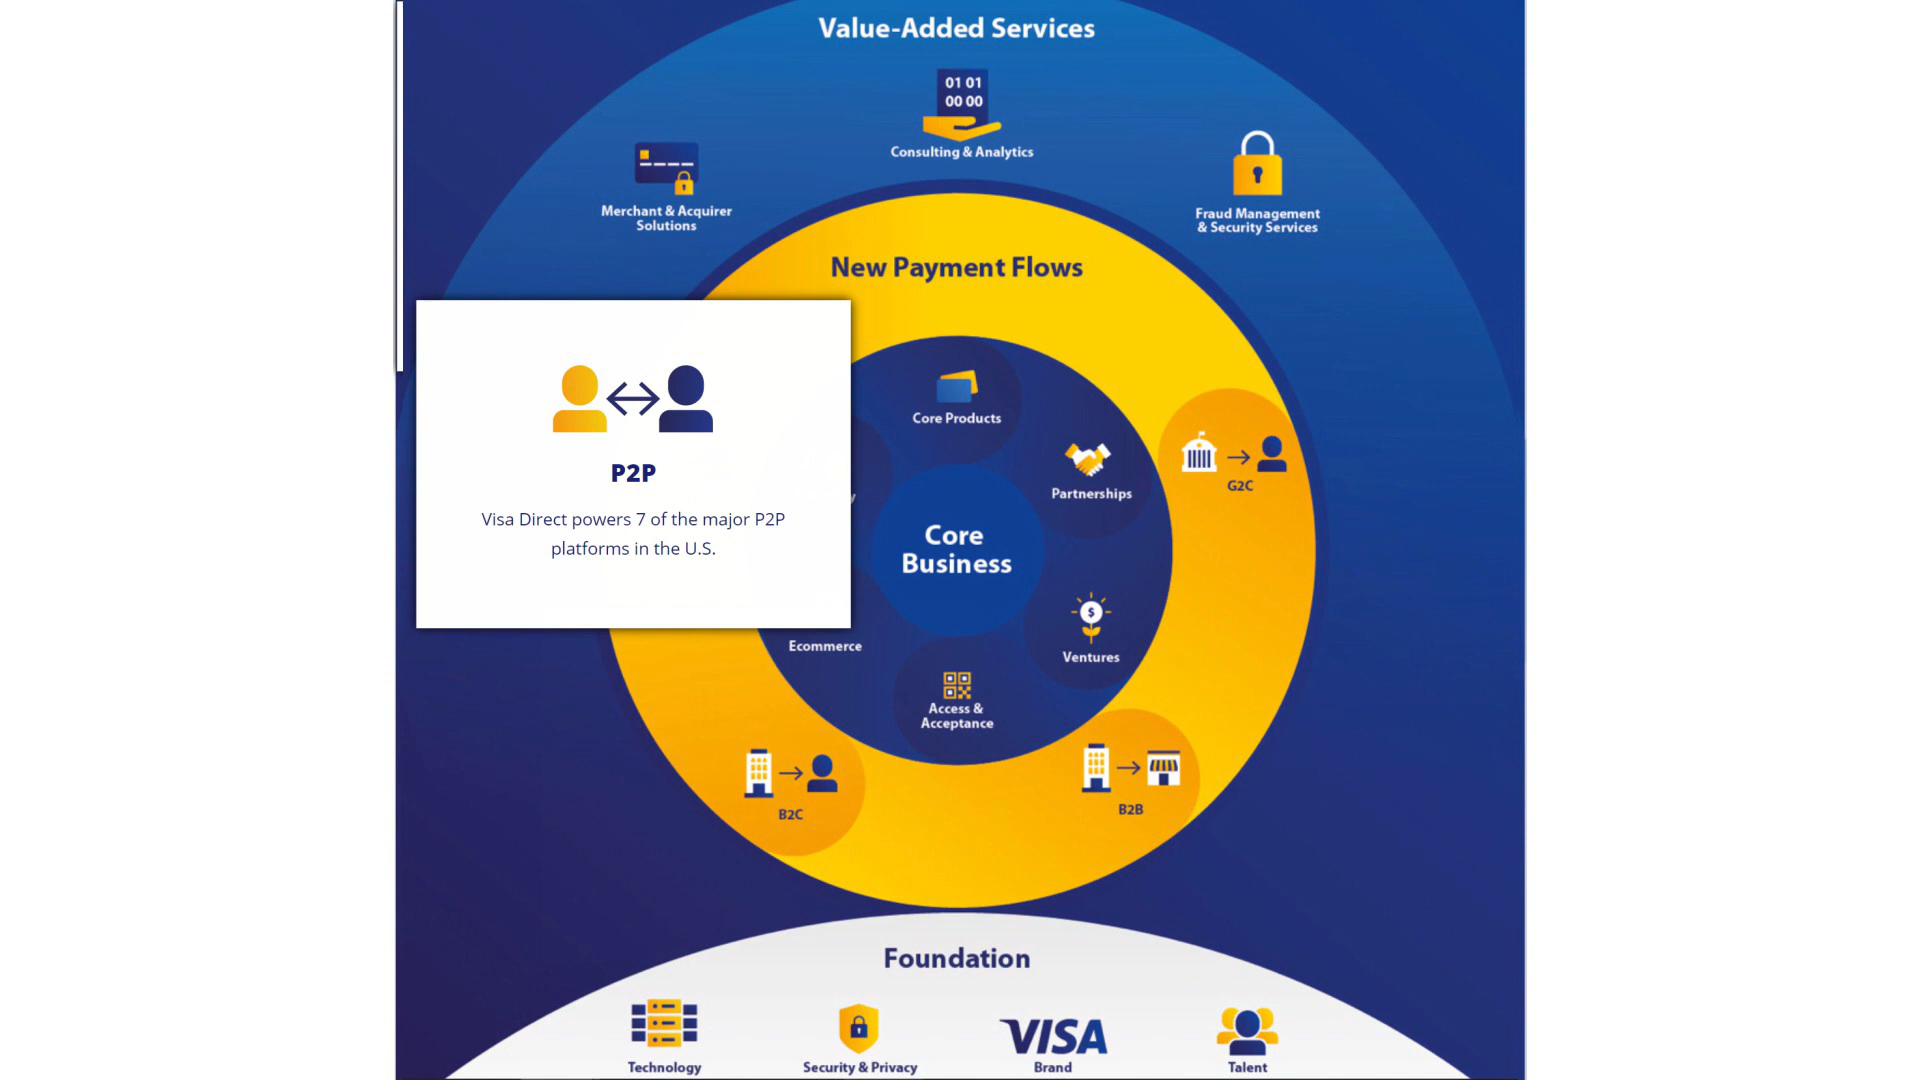 Value-Added Services
01 01
00 00
Consulting & Analytics
Merchant & Acquirer
Solutions
Fraud Management
& Security Services
New Payment Flows
P2P
Visa Direct powers 7 of the major P2P
platforms in the U.S.
Core Products
Partnerships
G2C
Core
Business
Ecommerce
Ventures
Access &
Acceptance
B2C
B2B
Foundation
Technology
Security & Privacy
VISA
Brand
Talent